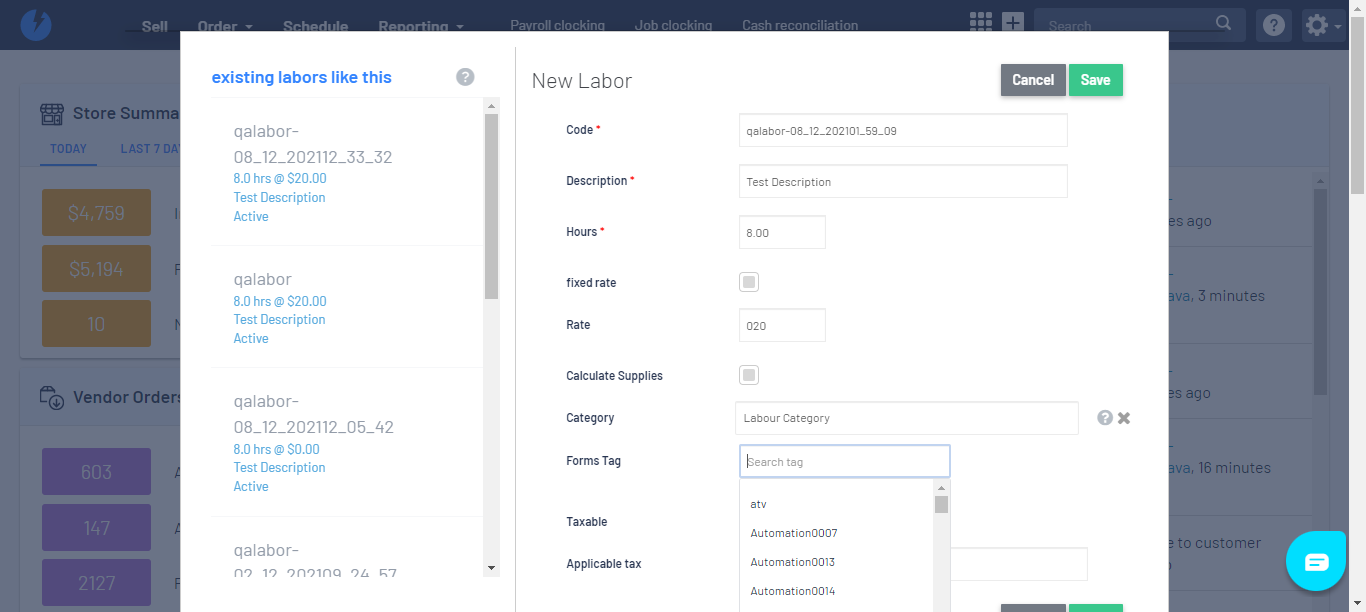 Sell Order Schedule Reporting Payroll clocking Job clocking Cash reconciliation Search
Store Summa
TODAY LAST 7 DA
$4,759
$5,194
10
Vendor Orders
603
147
2127
existing labors like this
qalabor-
08_12_202112_33_32
8.0 hrs @ $20.00
Test Description
Active
qalabor
8.0 hrs @ $20.00
Test Description
Active
qalabor-
08_12_202112_05_42
8.0 hrs @ $0.00
Test Description
Active
qalabor-
02_12_202109_24_57
New Labor
Cancel Save
Code * qalabor-08_12_202101_59_09
Description * Test Description
Hours * 8.00
fixed rate
Rate 020
Calculate Supplies
Category Labour Category
Forms Tag Search tag
atv
Automation0007
Automation0013
Automation0014
Taxable
Applicable tax
es ago
ava, 3 minutes
es ago
ava, 16 minutes
e to customer